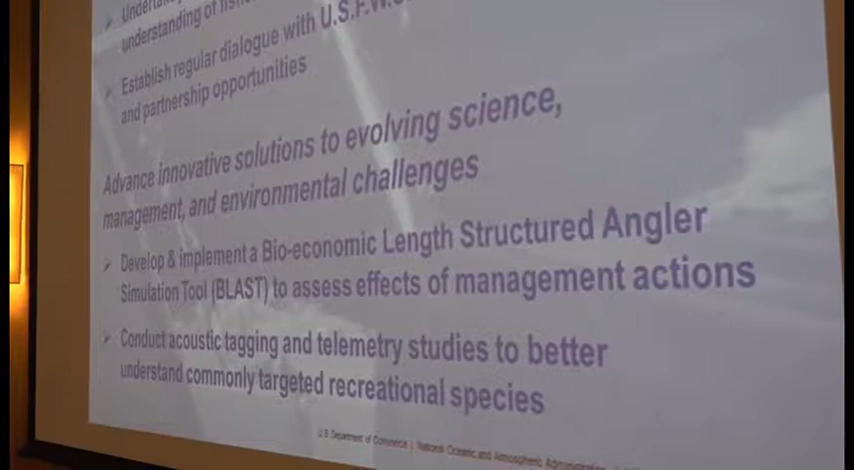 understanding of
Establish regular dialogue with U.S.F.W.
and partnership opportunities
Advance innovative solutions to evolving science,
management, and environmental challenges
Develop & implement a Bio-economic Length Structured Angler
Simulation Tool (BLAST) to assess effects of management actions
Conduct acoustic tagging and telemetry studies to better
understand commonly targeted recreational species
U.S. Department of Commerce | National Oceanic and Atmospheric Administration